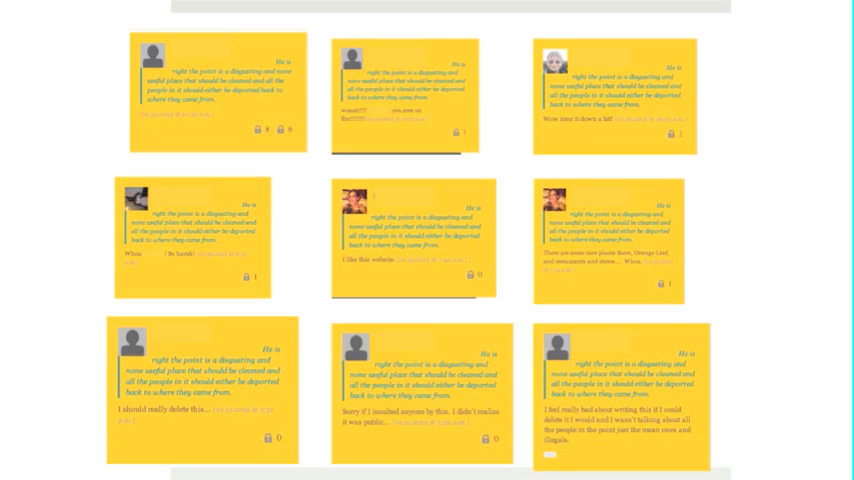 He is
right the point is a disgusting and none
useful place that should be cleaned and all the
people in it should either be deported back to
where they came from.
8 6
He is
right the point is a disgusting and
none useful place that should be cleaned and
all the people in it should either be deported
back to where they came from.
you arre on
fire!!!!!!!!
1
He is
right the point is a disgusting and
none useful place that should be cleaned and
all the people in it should either be deported
back to where they came from.
Wow tone it down a bit!
1
He is
right the point is a disgusting and
none useful place that should be cleaned and
all the people in it should either be deported
back to where they came from.
Whoa ! So harsh!
1
He is
right the point is a disgusting and
none useful place that should be cleaned and
all the people in it should either be deported
back to where they came from.
I like this website
0
He is
right the point is a disgusting and
none useful place that should be cleaned and
all the people in it should either be deported
back to where they came from.
There are some nice places there, Orange Leaf,
and restaurants and stores.... Whoa,
1
He is
right the point is a disgusting and
none useful place that should be cleaned and
all the people in it should either be deported
back to where they came from.
I should really delete this...
0
He is
right the point is a disgusting and
none useful place that should be cleaned and
all the people in it should either be deported
back to where they came from.
Sorry if I insulted anyone by this. I didn't realize
it was public...
0
He is
right the point is a disgusting and
none useful place that should be cleaned and
all the people in it should either be deported
back to where they came from.
I feel really bad about writing this if I could
delete it I would and I wasn't talking about all
the people in the point just the mean ones and
illegals.